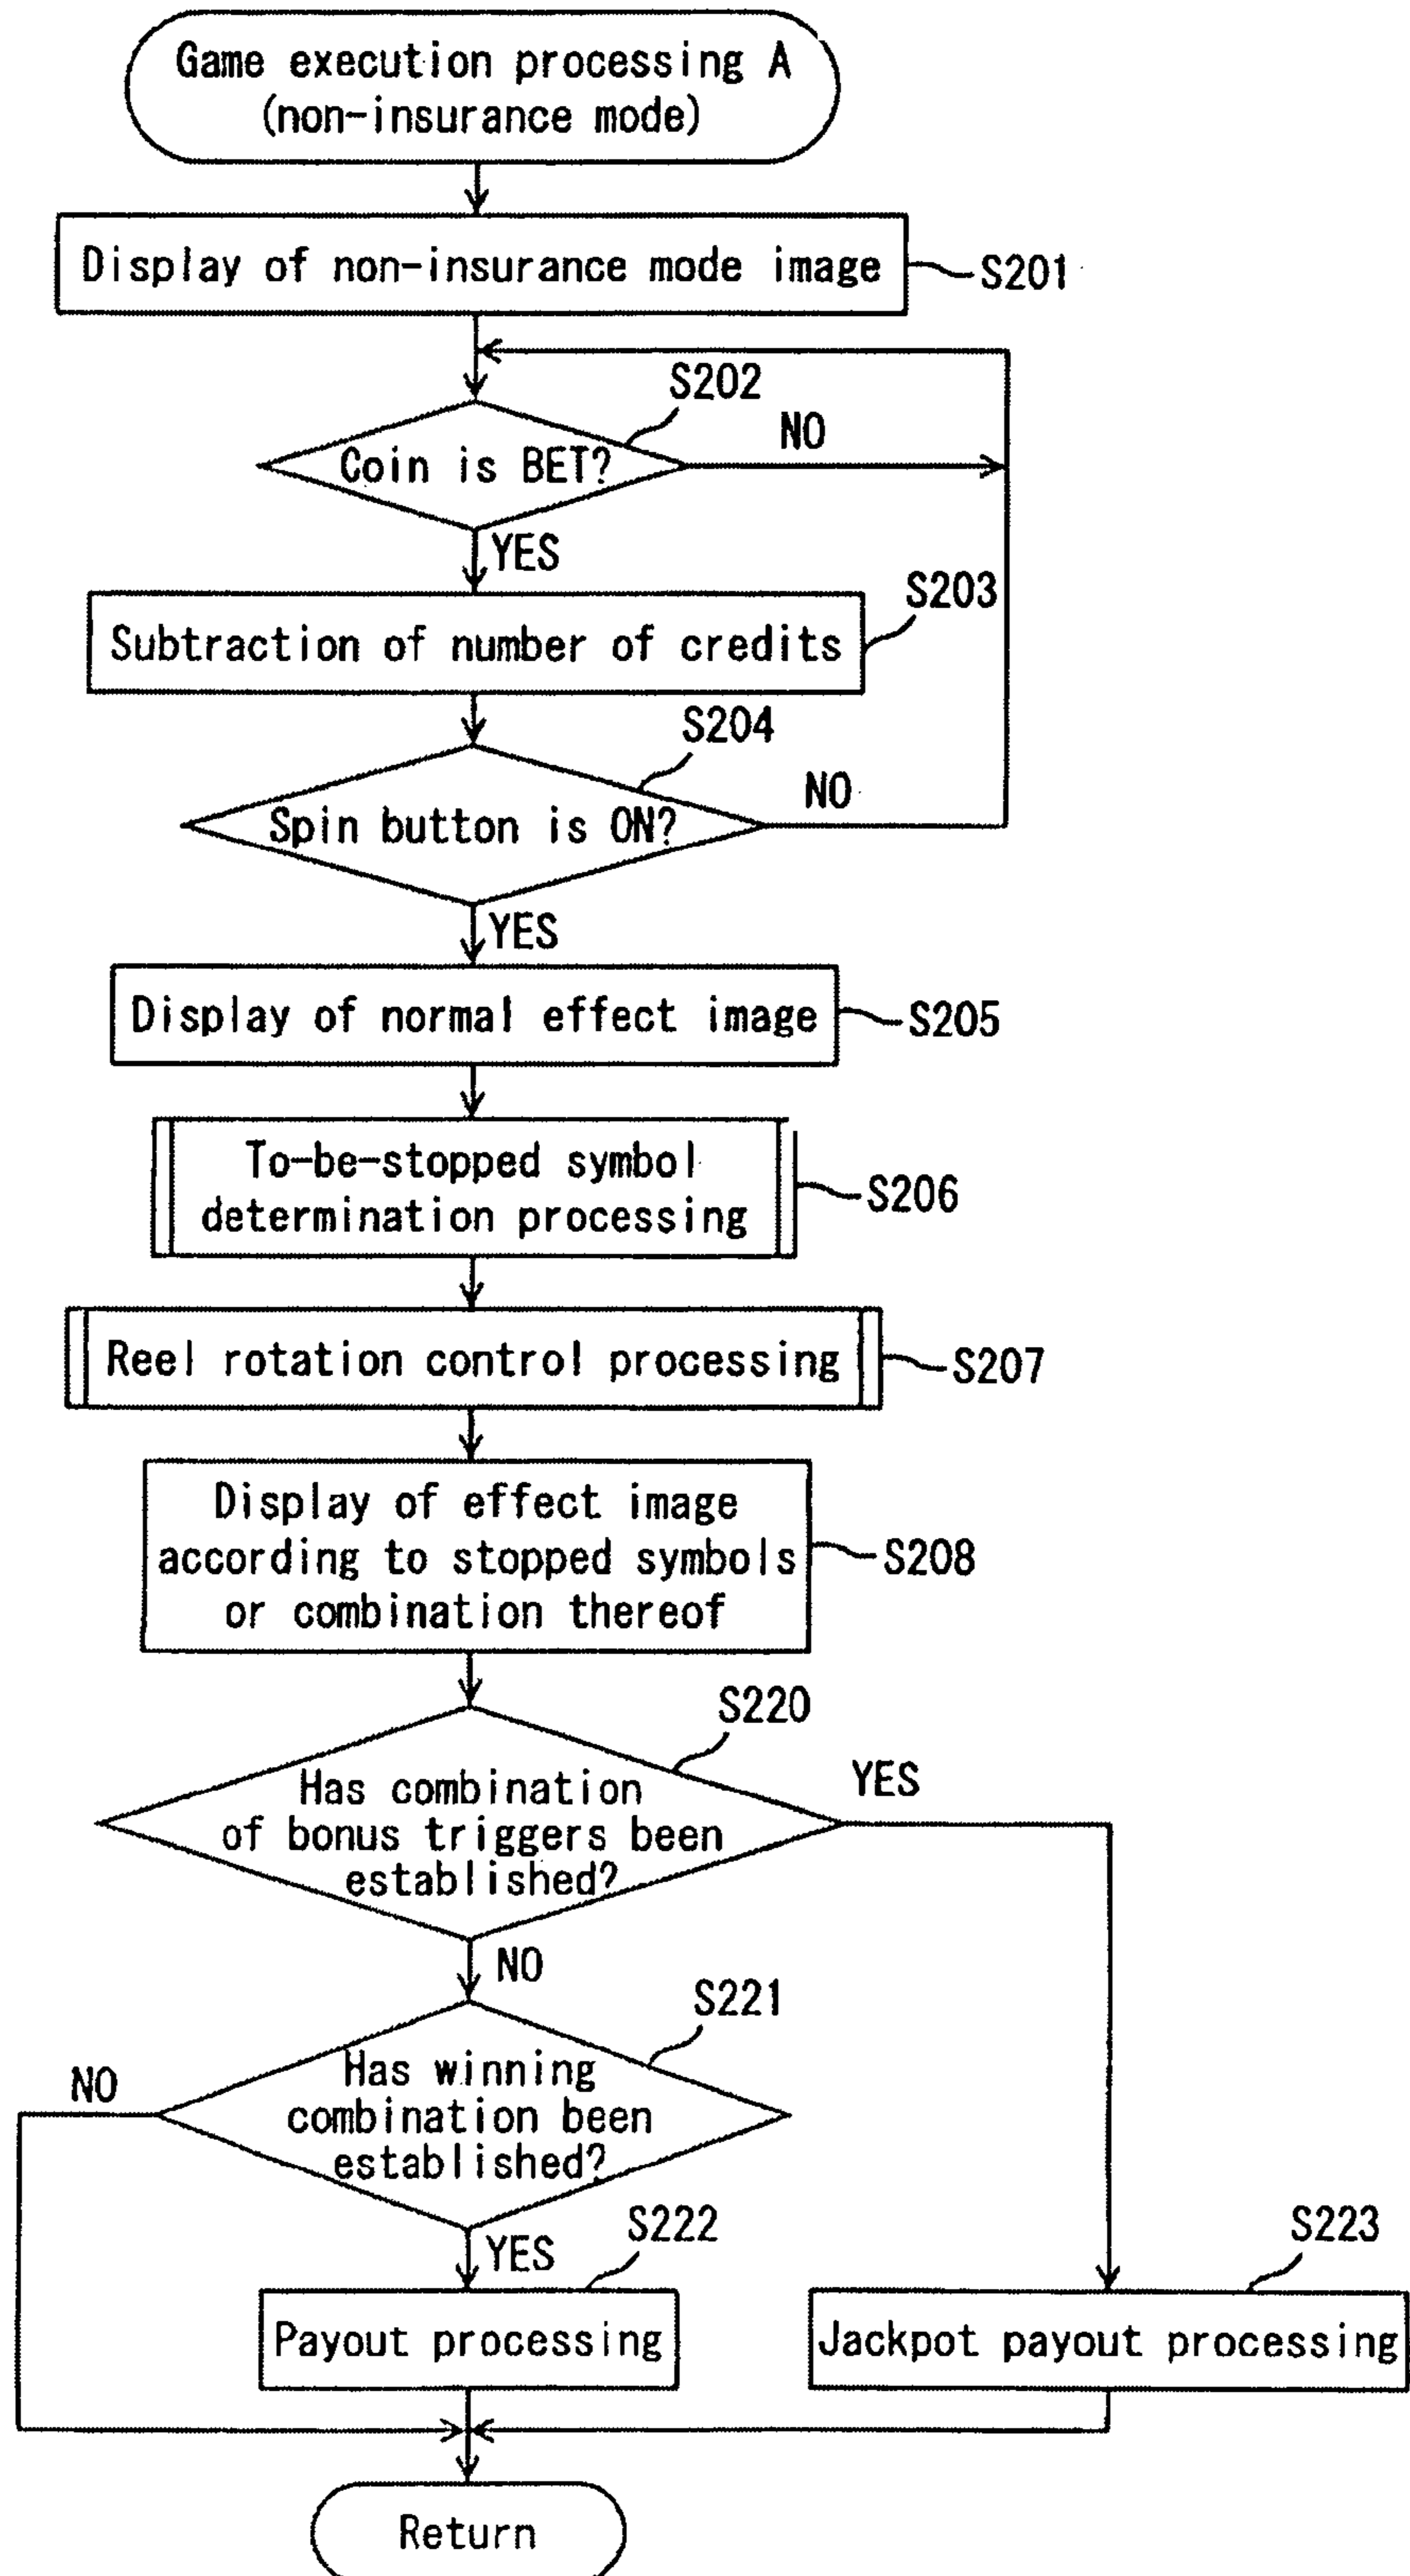 Game execution processing A
(non-insurance mode)
Display of non-insurance mode image
S201
S202
NO
Coin is BET?
YES
S203
Subtraction of number of credits
S204
NO
Spin button is ON?
YES
Display of normal effect image
S205
To-be-stopped symbol
determination processing
S206
Reel rotation control processing
S207
Display of effect image
according to stopped symbols
or combination thereof
S208
S220
YES
Has combination
of bonus triggers been
established?
NO
S221
NO
Has winning
combination been
established?
YES
S222
S223
Payout processing
Jackpot payout processing
Return